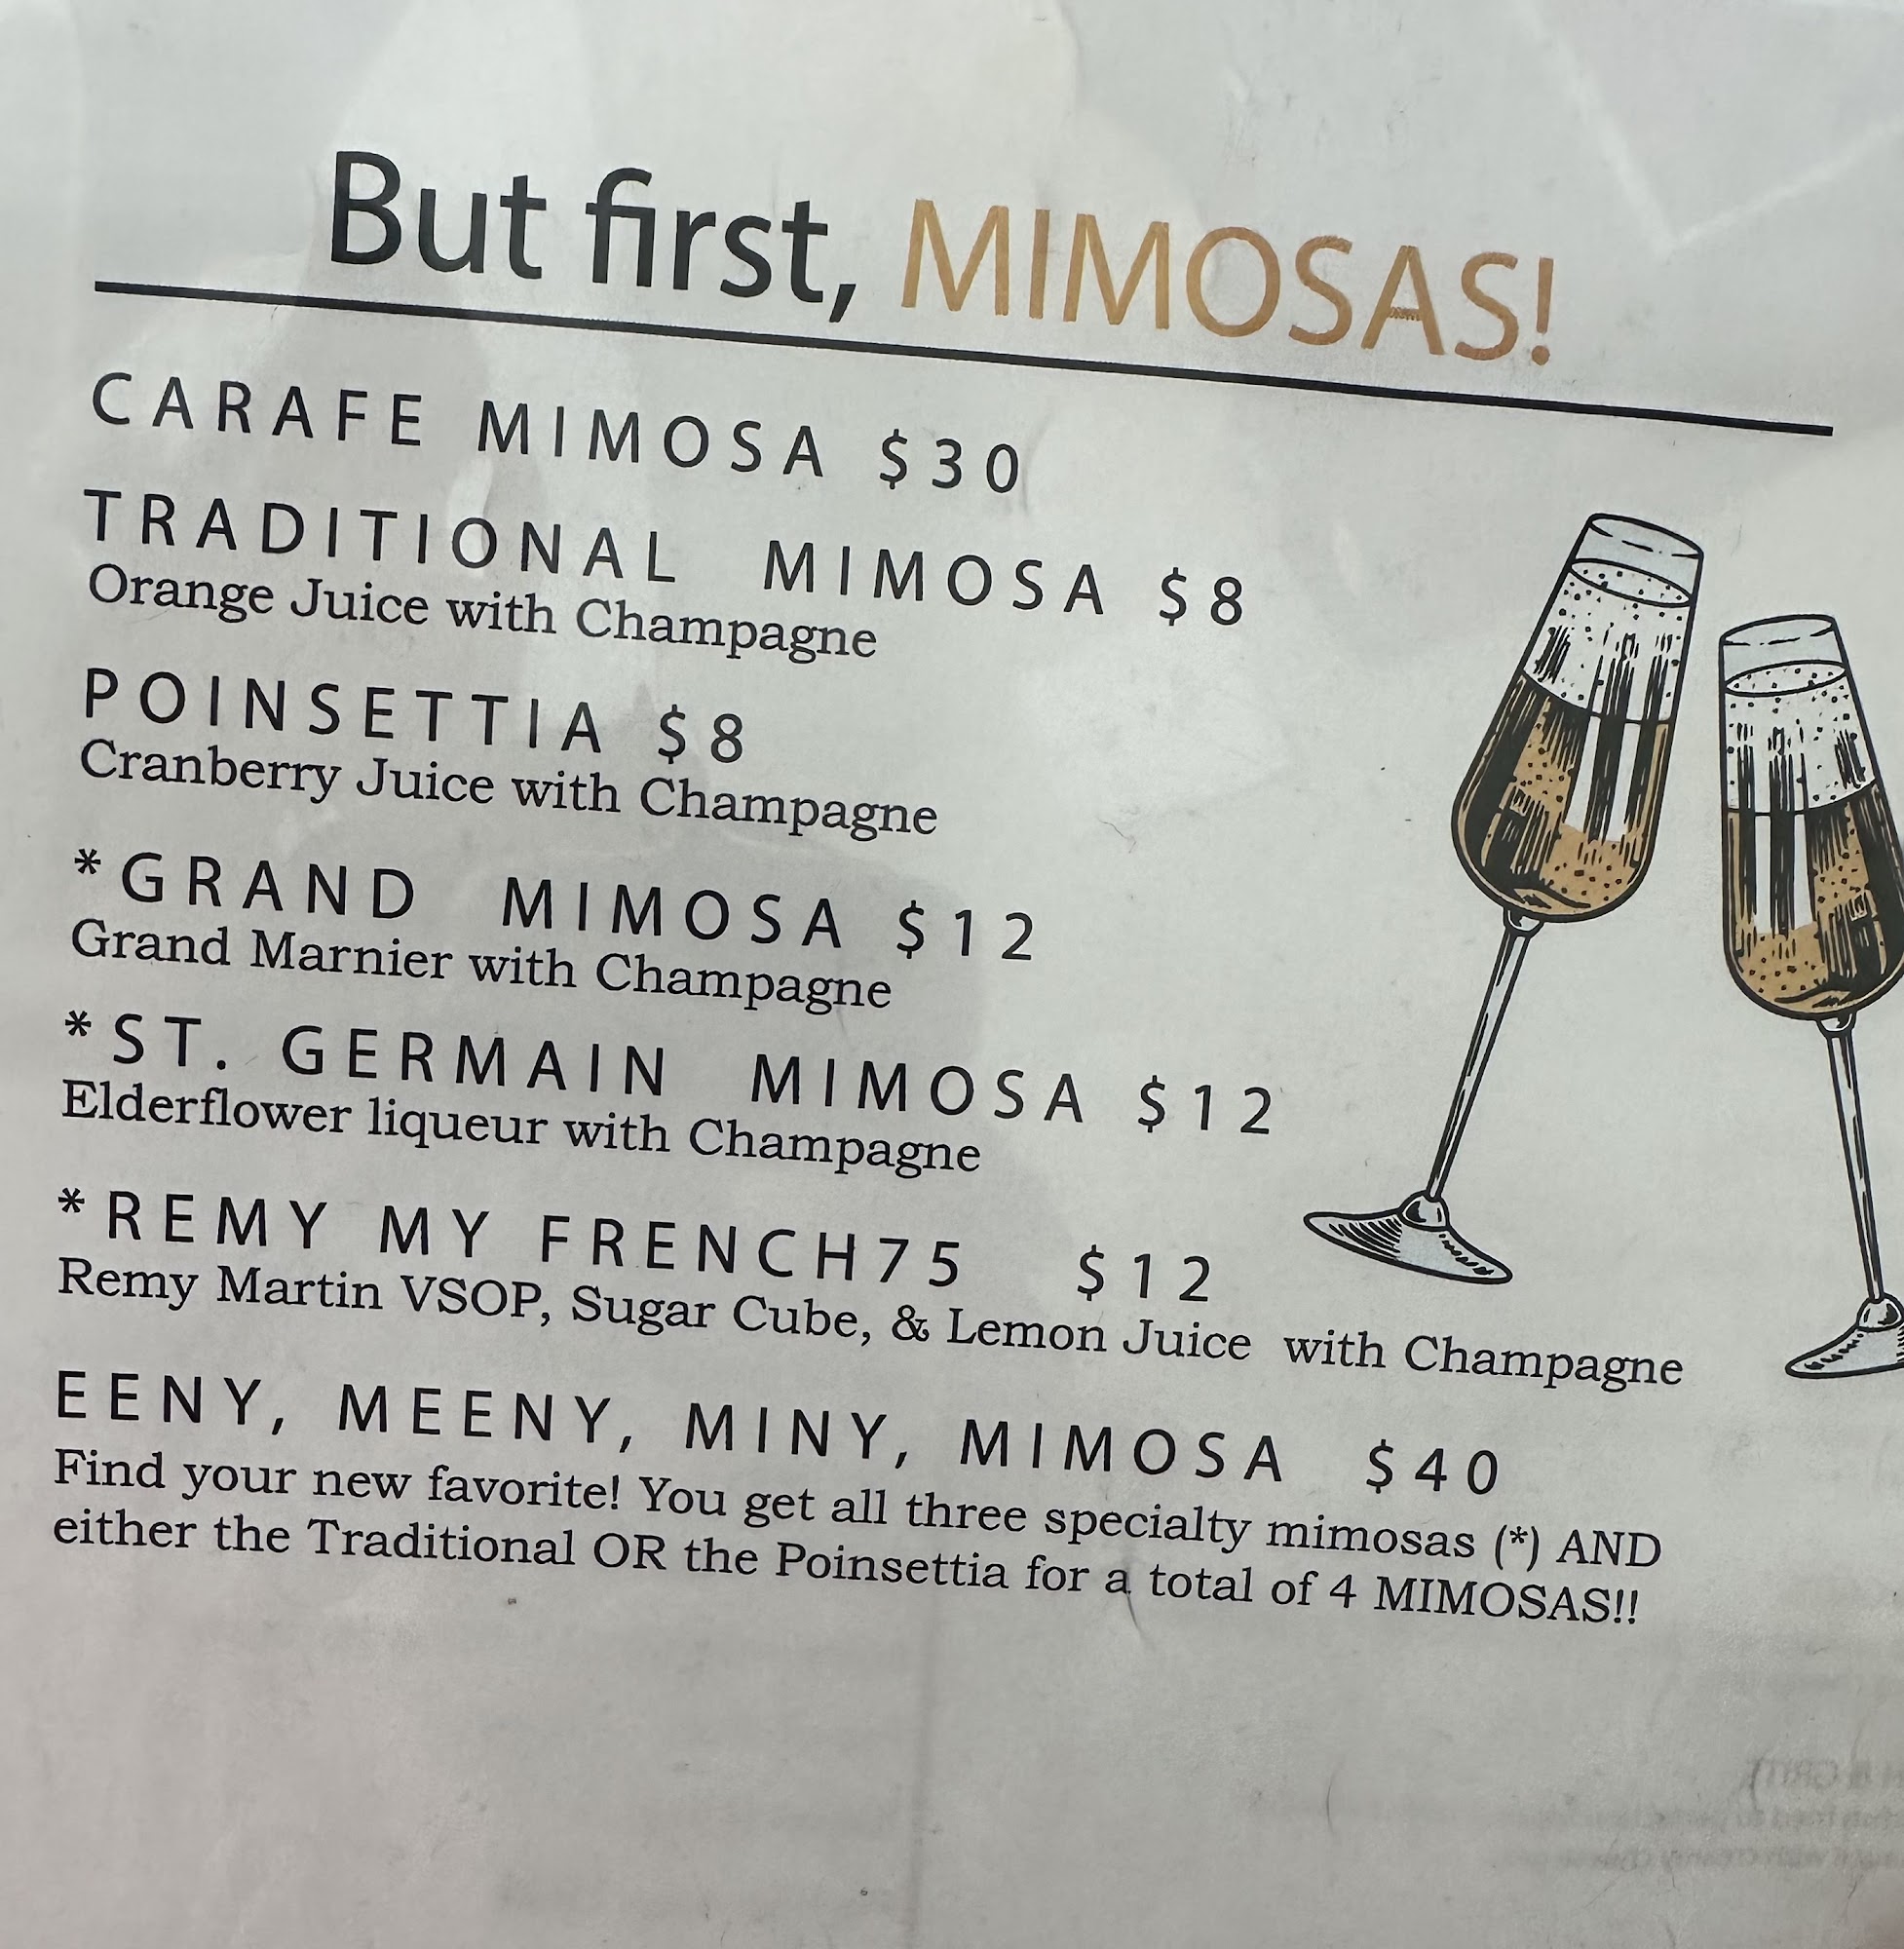 But first, MIMOSAS!
CARAFE MIMOSA $30
TRADITIONAL MIMOSA $8
Orange Juice with Champagne
POINSETTIA $8
Cranberry Juice with Champagne
*GRAND MIMOSA $12
Grand Marnier with Champagne
*ST. GERMAIN MIMOSA $12
Elderflower liqueur with Champagne
*REMY MY FRENCH75 $12
Remy Martin VSOP, Sugar Cube, & Lemon Juice with Champagne
EENY, MEENY, MINY, MIMOSA $40
Find your new favorite! You get all three specialty mimosas (*) AND
either the Traditional OR the Poinsettia for a total of 4 MIMOSAS!!